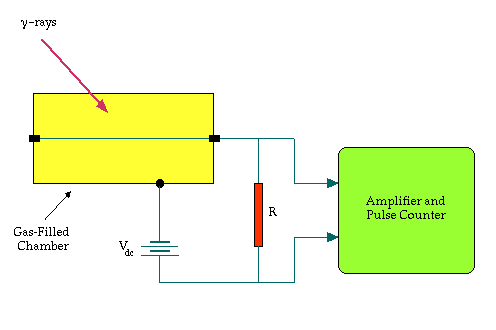 γ-rays
Amplifier and
Pulse Counter
R
Gas-Filled
Chamber
Vdc